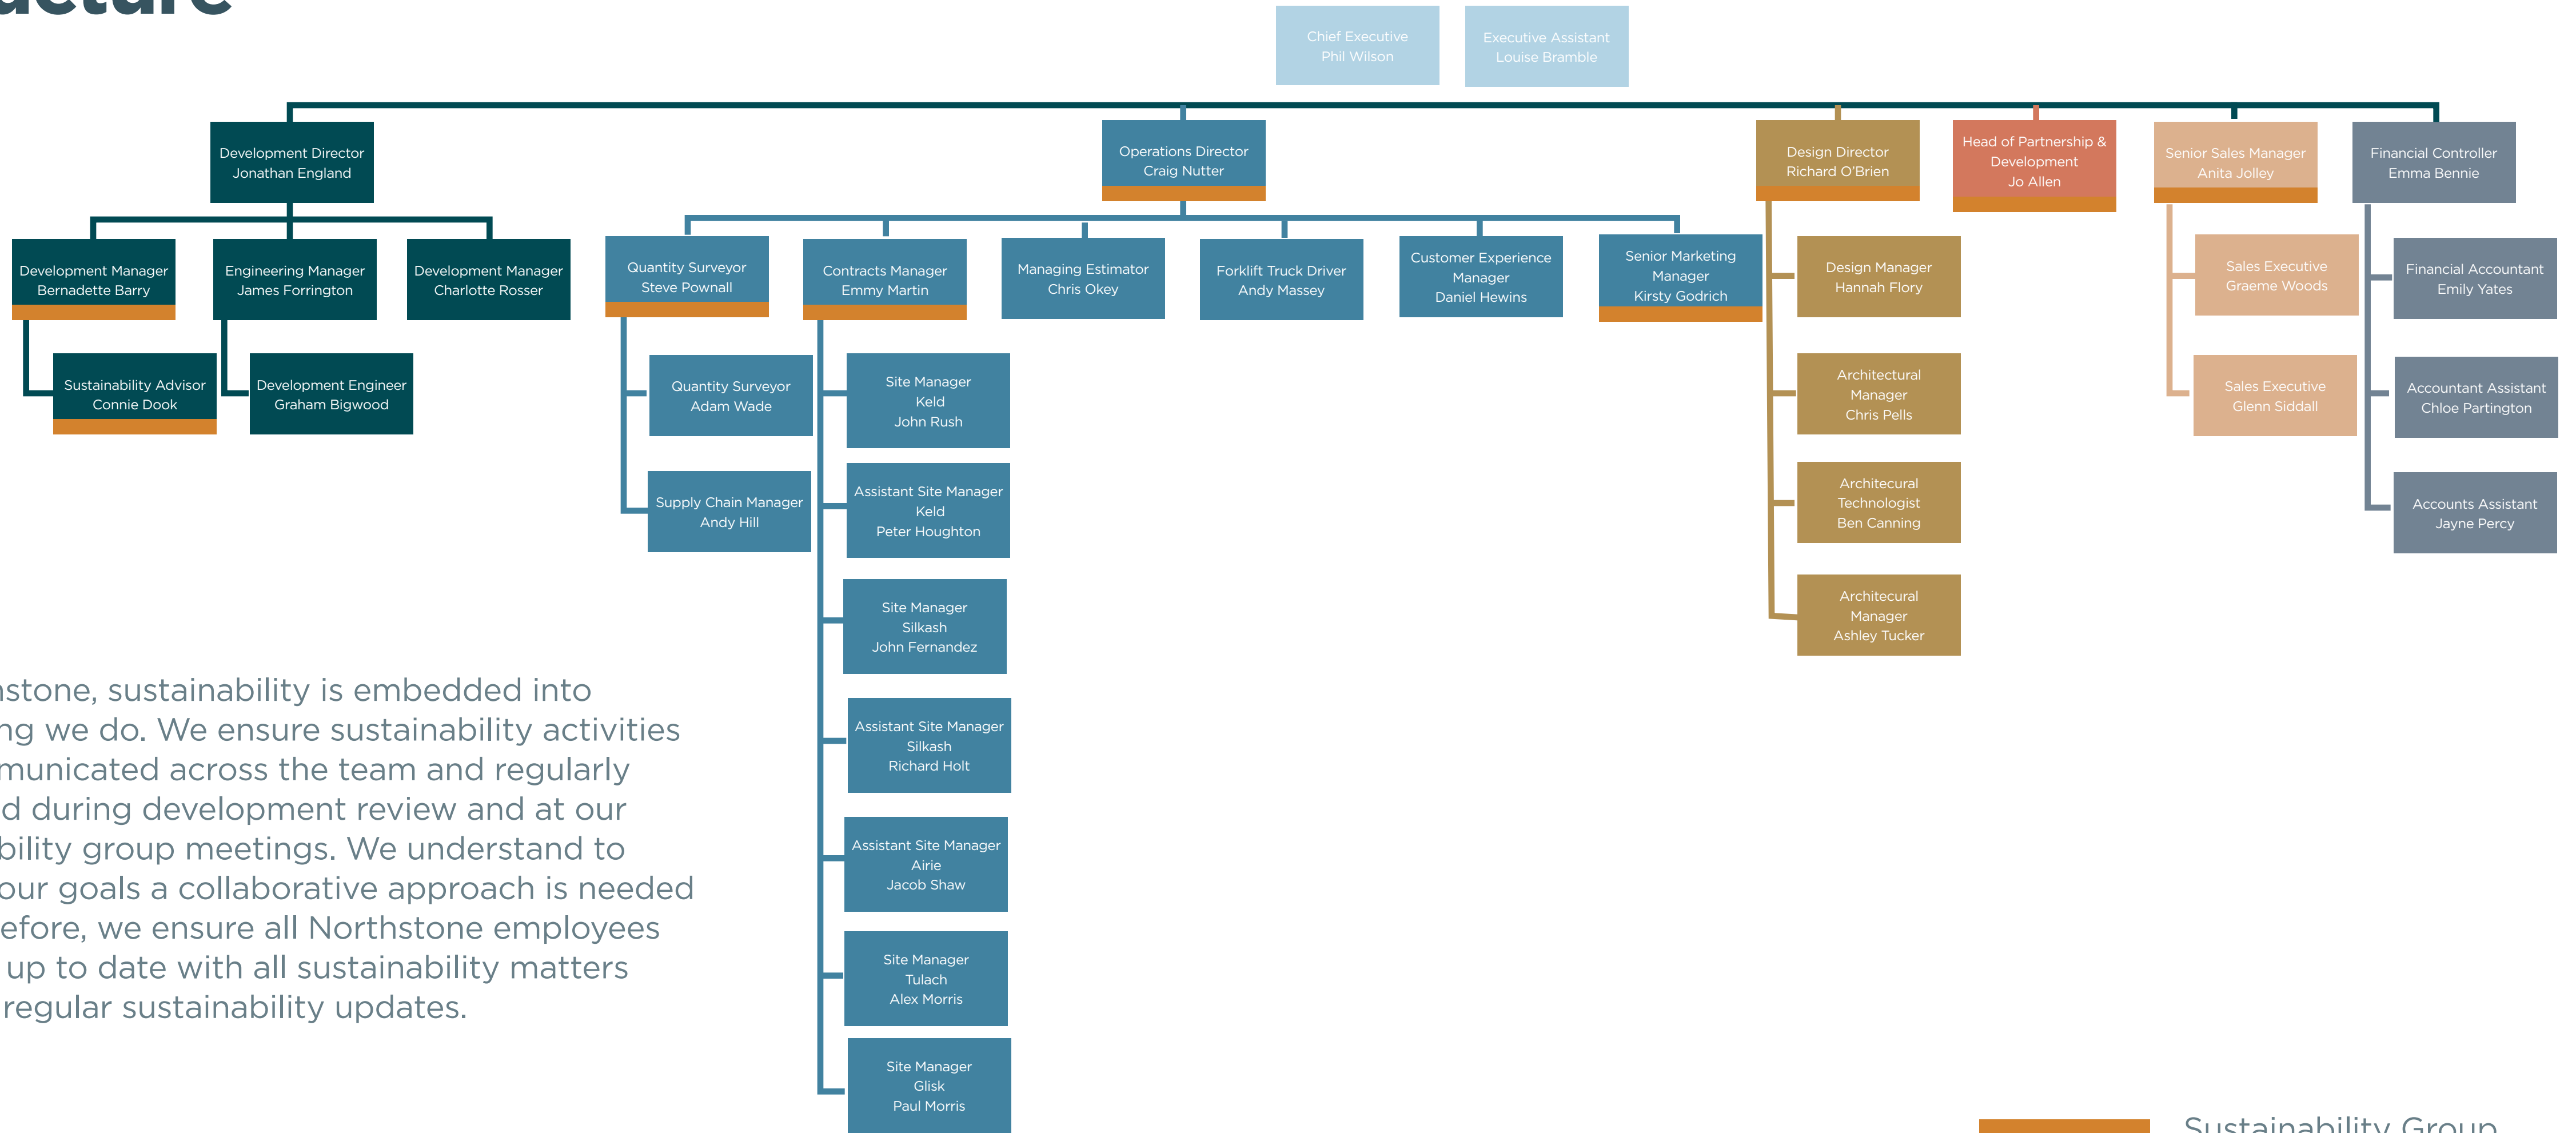 Chief Executive
Phil Wilson
Executive Assistant
Louise Bramble
Development Director
Jonathan England
Operations Director
Craig Nutter
Design Director
Richard O'Brien
Head of Partnership &
Development
Jo Allen
Senior Sales Manager
Anita Jolley
Financial Controller
Emma Bennie
Development Manager
Bernadette Barry
Engineering Manager
James Forrington
Development Manager
Charlotte Rosser
Sustainability Advisor
Connie Dook
Development Engineer
Graham Bigwood
Quantity Surveyor
Steve Pownall
Contracts Manager
Emmy Martin
Managing Estimator
Chris Okey
Forklift Truck Driver
Andy Massey
Customer Experience
Manager
Daniel Hewins
Senior Marketing
Manager
Kirsty Godrich
Quantity Surveyor
Adam Wade
Supply Chain Manager
Andy Hill
Site Manager
Keld
John Rush
Assistant Site Manager
Keld
Peter Houghton
Site Manager
Silkash
John Fernandez
Assistant Site Manager
Silkash
Richard Holt
Assistant Site Manager
Airie
Jacob Shaw
Site Manager
Tulach
Alex Morris
Site Manager
Glisk
Paul Morris
Design Manager
Hannah Flory
Architectural
Manager
Chris Pells
Architecural
Technologist
Ben Canning
Architecural
Manager
Ashley Tucker
Sales Executive
Graeme Woods
Sales Executive
Glenn Siddall
Financial Accountant
Emily Yates
Accountant Assistant
Chloe Partington
Accounts Assistant
Jayne Percy
stone, sustainability is embedded into
ng we do. We ensure sustainability activities
municated across the team and regularly
d during development review and at our
bility group meetings. We understand to
our goals a collaborative approach is needed
efore, we ensure all Northstone employees
up to date with all sustainability matters
regular sustainability updates.
Sustainability Group